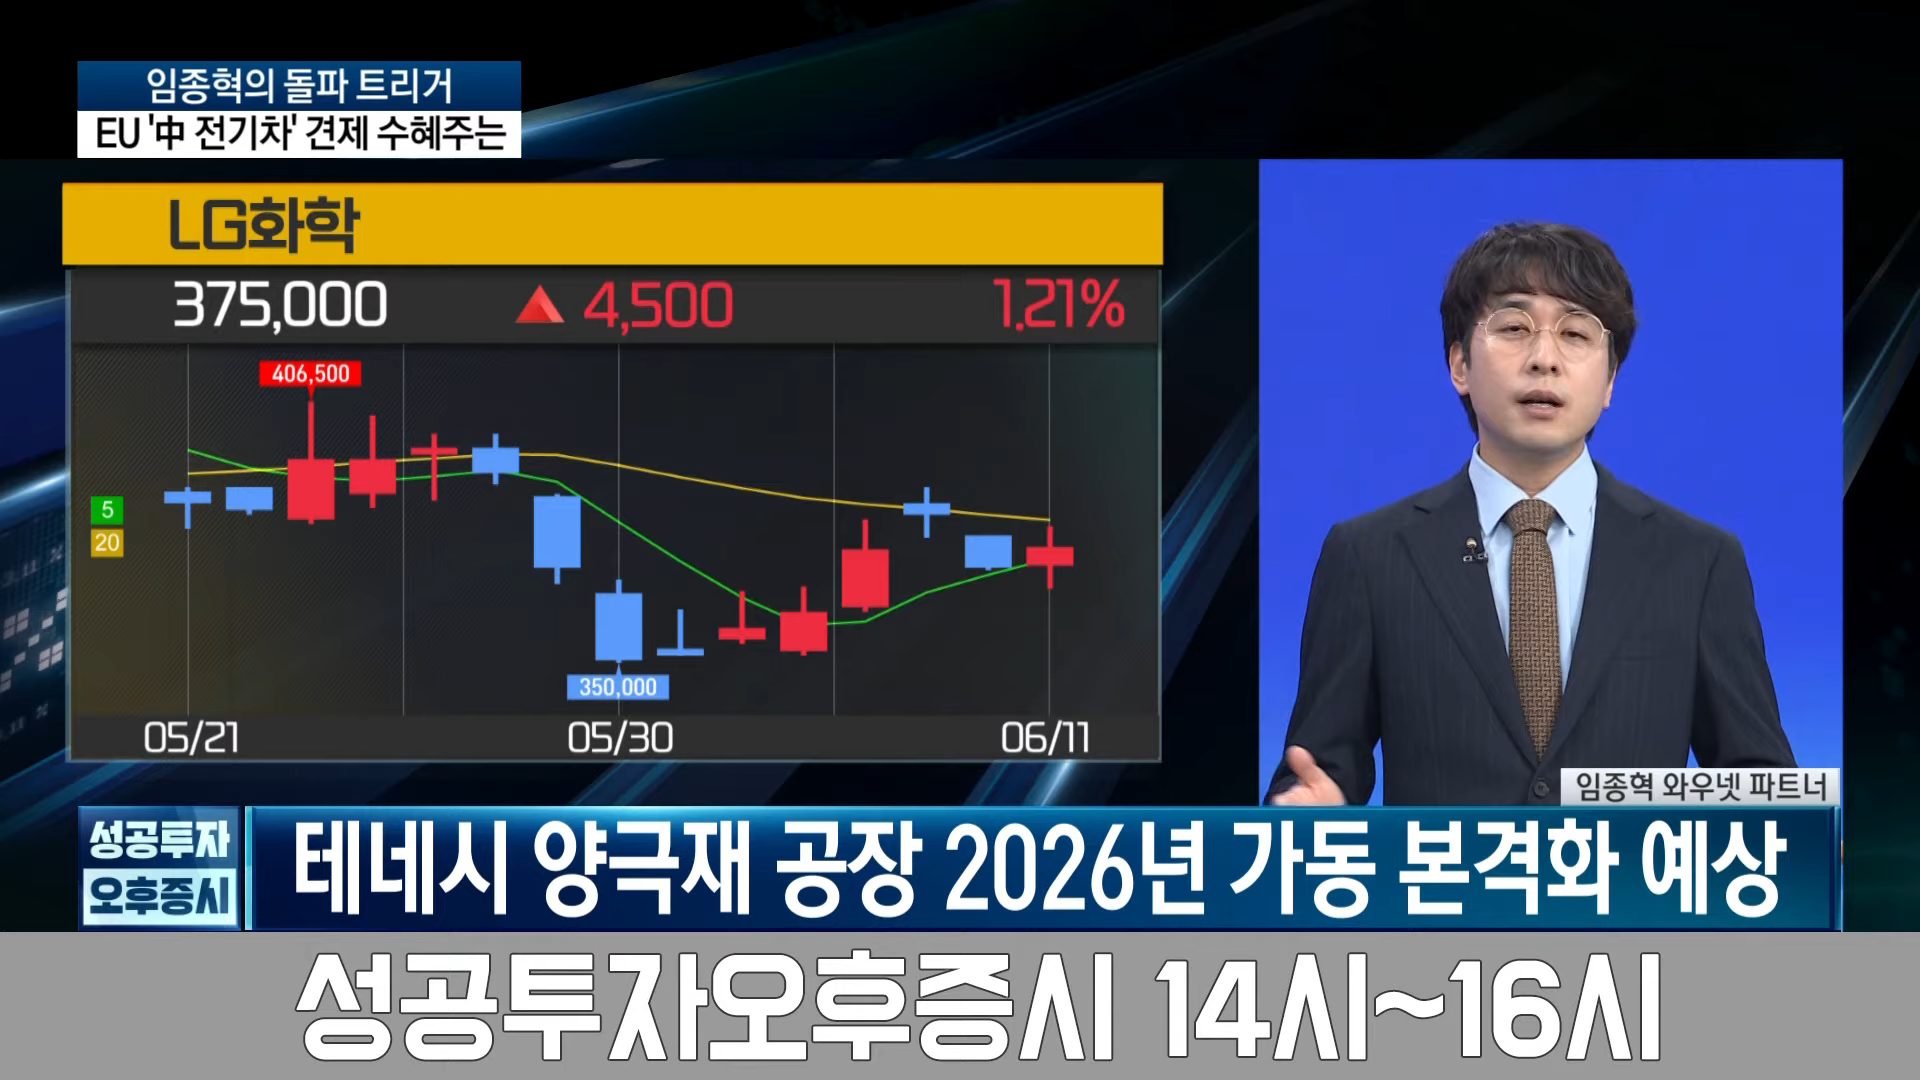 임종혁의 돌파 트리거
EU '中 전기차' 견제 수혜주는
LG화학
375,000 ▲ 4,500 1.21%
406,500
5
20
350,000
05/21 05/30 06/11
임종혁 와우넷 파트너
성공투자
오후증시
테네시 양극재 공장 2026년 가동 본격화 예상
성공투자오후증시 14시~16시